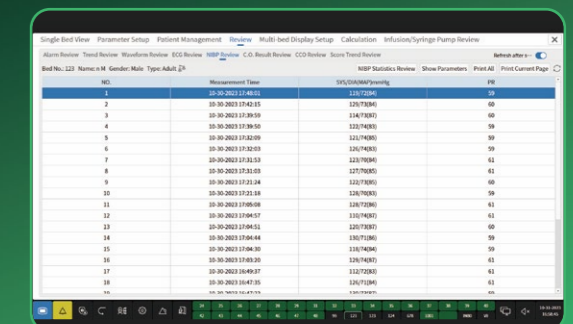 Single Bed View Parameter Setup Patient Management Review Multi-bed Display Setup Calculation Infusion/Syringe Pump Review
Alarm Review Trend Review Waveform Review ECG Review NIBP Review C.O. Result Review CCO Review Score Trend Review Refresh after
Bed No.: 123 Name: n M Gender: Male Type: Adult NIBP Statistics Review Show Parameters Print All Print Current Page
NO. Measurement Time SYS/DIA(MAP)mmHg PR
1 10-30-2023 17:48:01 119/72(84) 59
2 10-30-2023 17:42:15 120/75(84) 60
3 10-30-2023 17:39:59 114/73(87) 60
4 10-30-2023 17:39:50 122/74(83) 59
5 10-30-2023 17:32:09 121/74(85) 59
6 10-30-2023 17:32:03 126/74(83) 59
7 10-30-2023 17:31:53 123/70(84) 61
8 10-30-2023 17:31:03 127/70(85) 61
9 10-30-2023 17:21:24 122/73(85) 60
10 10-30-2023 17:21:18 128/70(83) 59
11 10-30-2023 17:05:08 128/72(86) 61
12 10-30-2023 17:04:57 110/74(87) 61
13 10-30-2023 17:04:51 120/73(87) 60
14 10-30-2023 17:04:44 130/71(86) 59
15 10-30-2023 17:04:30 118/74(84) 59
16 10-30-2023 17:03:20 129/74(87) 61
17 10-30-2023 16:49:37 112/72(83) 61
18 10-30-2023 16:47:35 126/71(84) 61